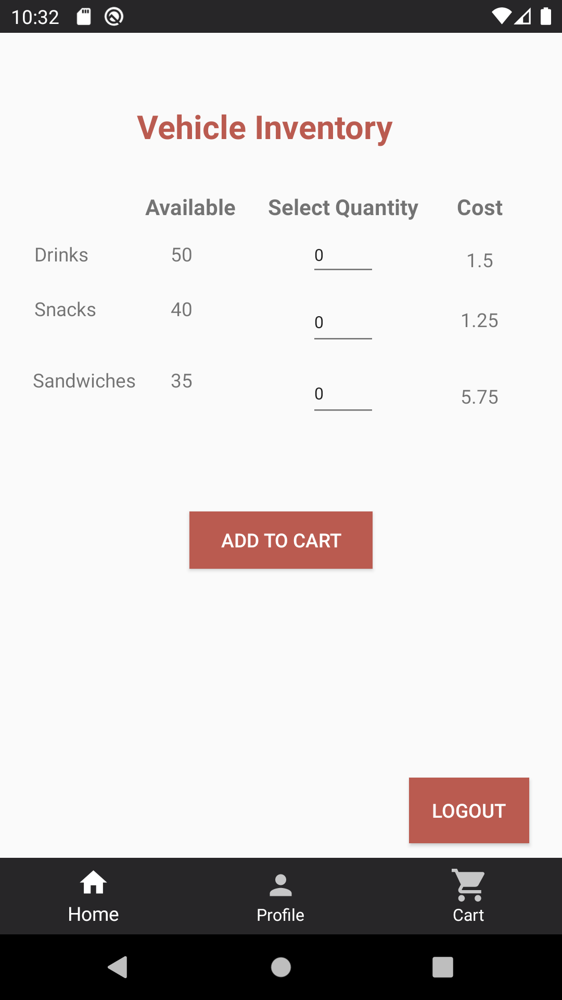 10:32
Vehicle Inventory
Available Select Quantity Cost
Drinks 50 0 1.5
Snacks 40 0 1.25
Sandwiches 35 0 5.75
ADD TO CART
LOGOUT
Home Profile Cart